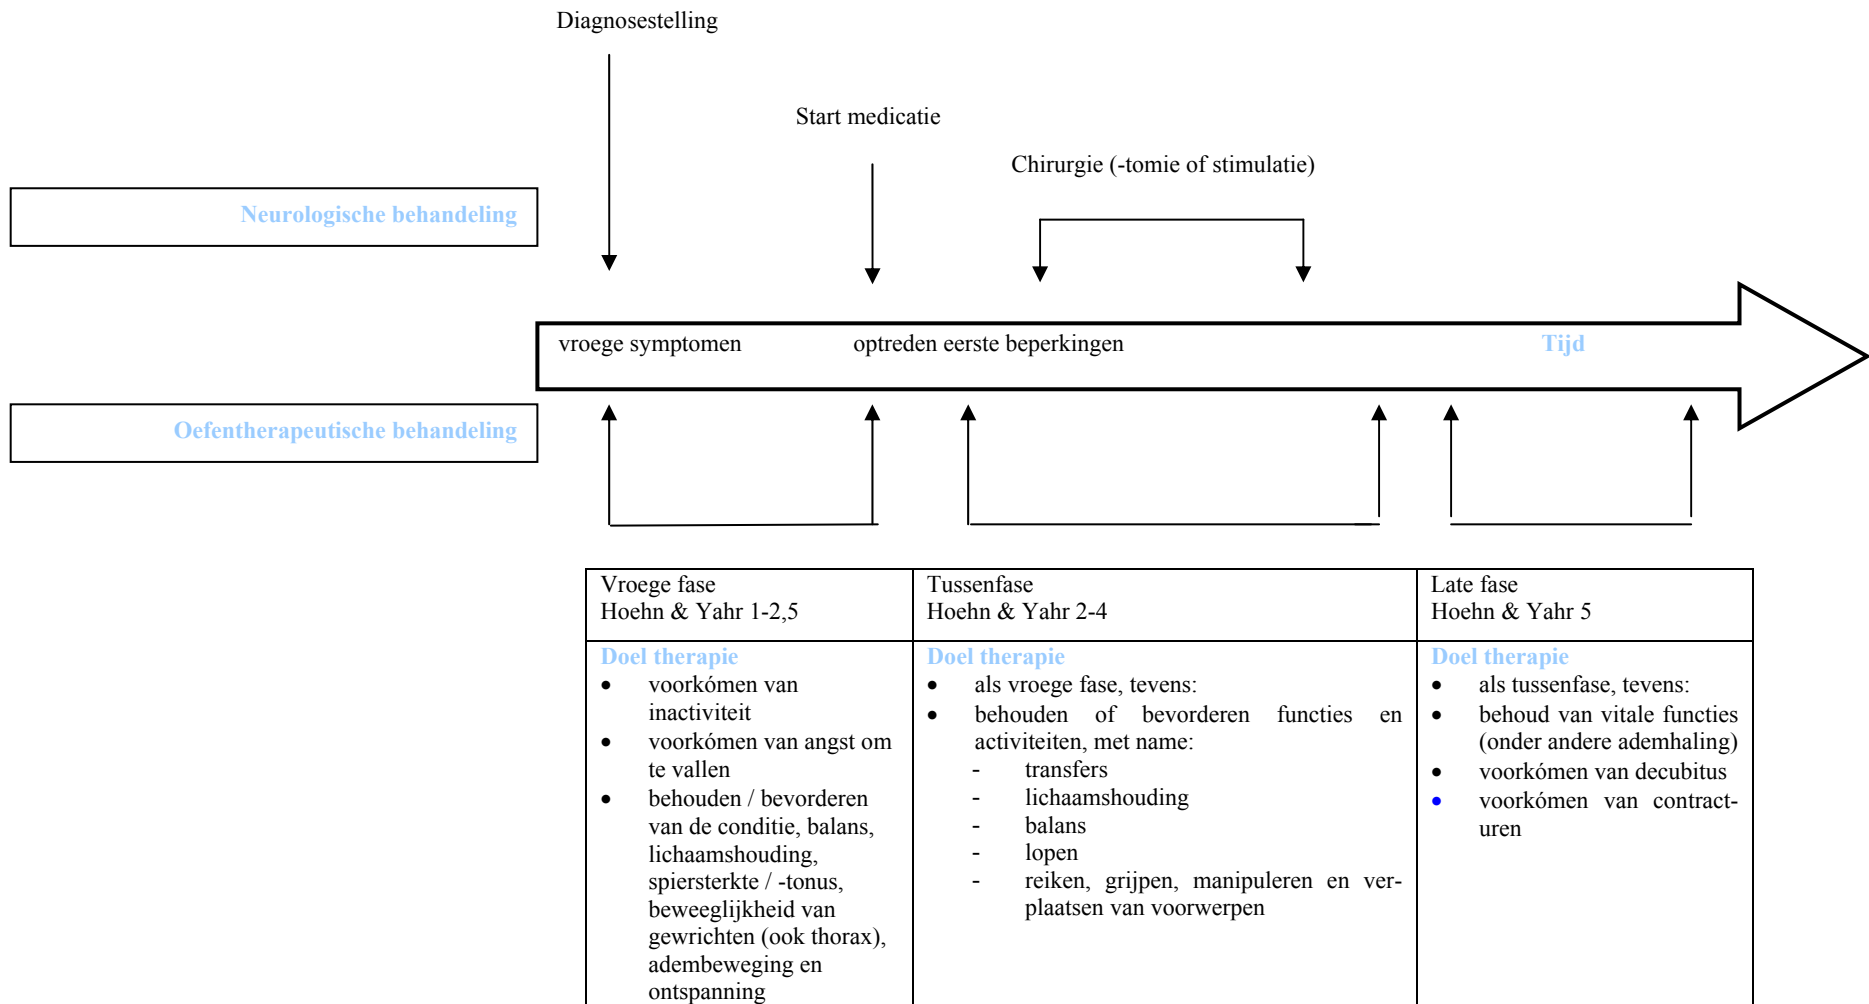 Diagnosestelling
Start medicatie
Chirurgie (-tomie of stimulatie)
Neurologische behandeling
vroege symptomen
optreden eerste beperkingen
Tijd
Oefentherapeutische behandeling
Vroege fase
Hoehn & Yahr 1-2,5
Tussenfase
Hoehn & Yahr 2-4
Late fase
Hoehn & Yahr 5
Doel therapie
• voorkómen van
inactiviteit
• voorkómen van angst om
te vallen
• behouden / bevorderen
van de conditie, balans,
lichaamshouding,
spiersterkte / -tonus,
beweeglijkheid van
gewrichten (ook thorax),
adembeweging en
ontspanning
Doel therapie
• als vroege fase, tevens:
• behouden of bevorderen functies en
activiteiten, met name:
- transfers
- lichaamshouding
- balans
- lopen
- reiken, grijpen, manipuleren en ver-
plaatsen van voorwerpen
Doel therapie
• als tussenfase, tevens:
• behoud van vitale functies
(onder andere ademhaling)
• voorkómen van decubitus
• voorkómen van contract-
uren